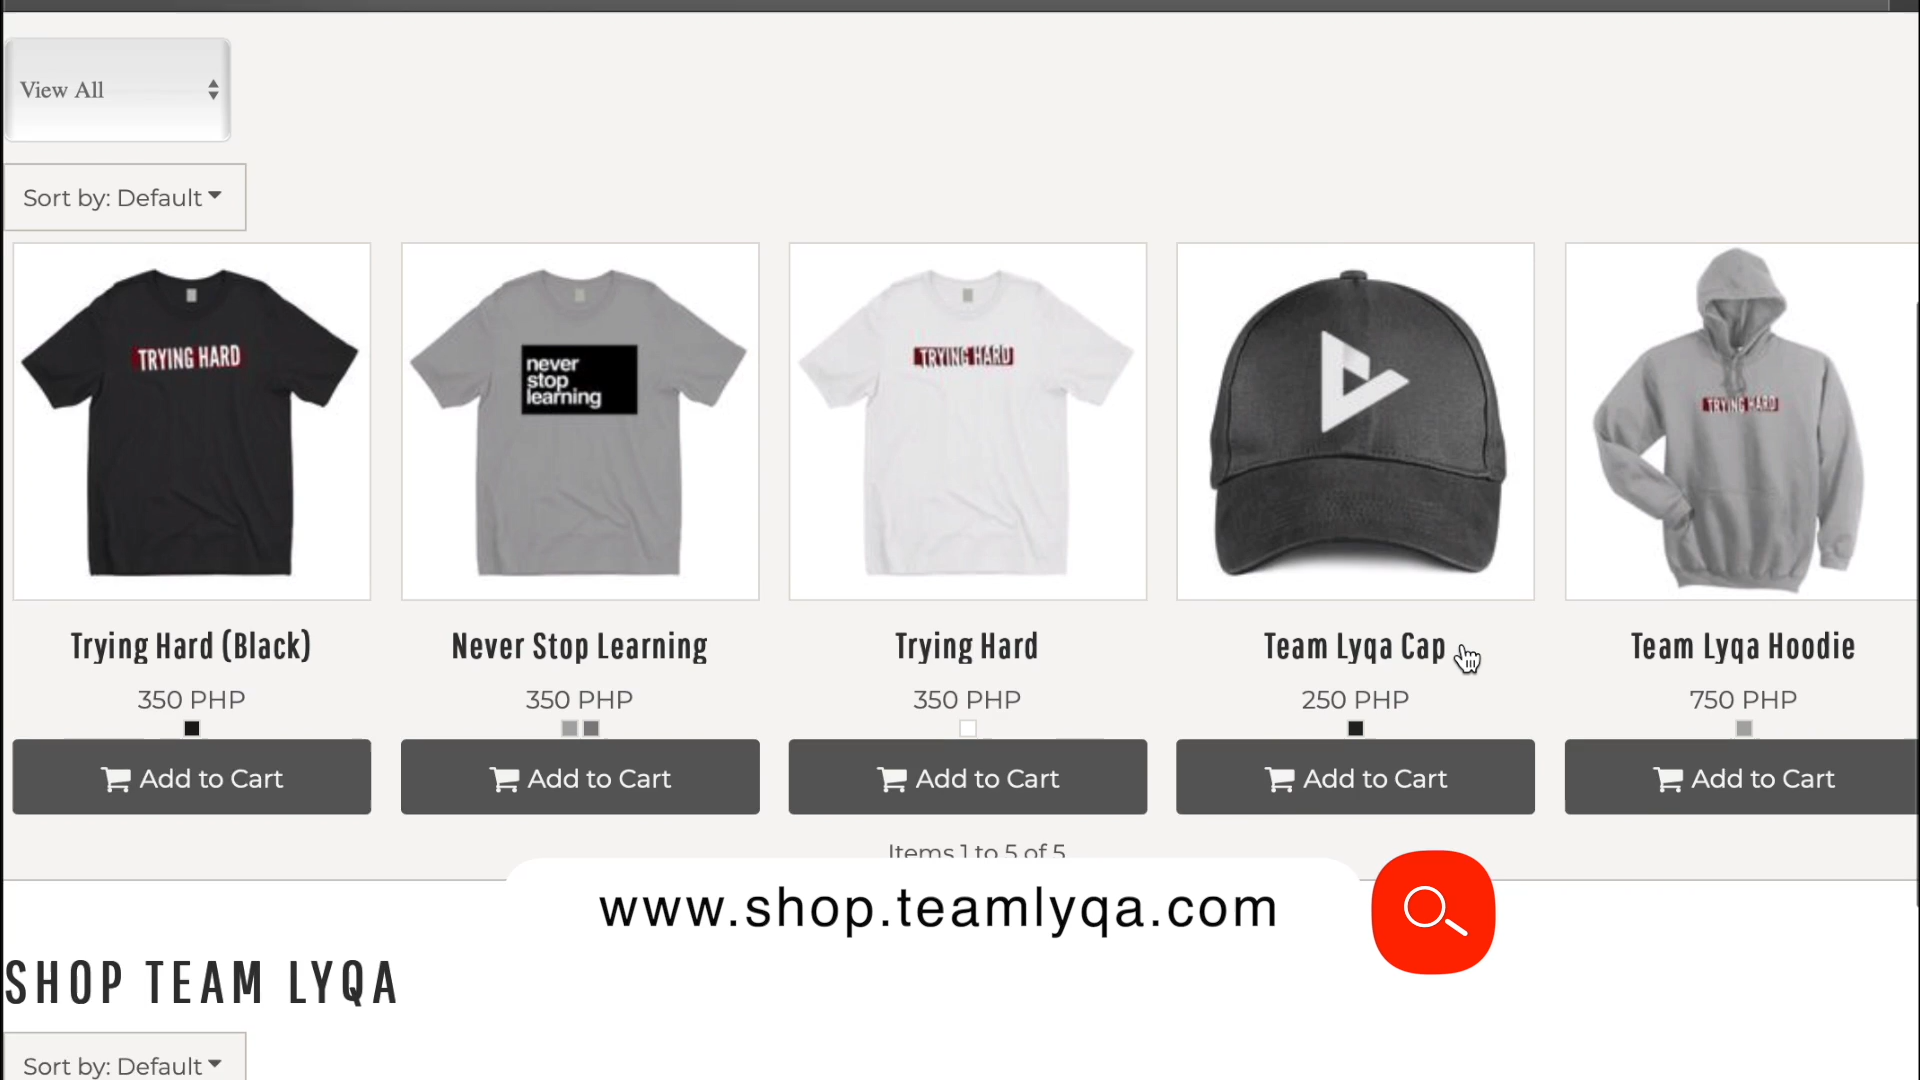 View All
Sort by: Default
TRYING HARD
never
stop
learning
TRYING HARD
TRYING HARD
Trying Hard (Black)
Never Stop Learning
Trying Hard
Team Lyqa Cap
Team Lyqa Hoodie
350 PHP
350 PHP
350 PHP
250 PHP
750 PHP
Add to Cart
Add to Cart
Add to Cart
Add to Cart
Add to Cart
Items 1 to 5 of 5
www.shop.teamlyqa.com
SHOP TEAM LYQA
Sort by: Default